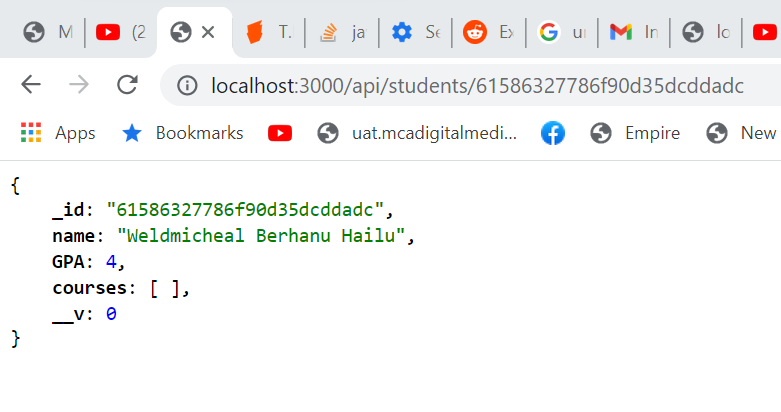 M
(2
T.
ja
Se
Ex
G
ui
In
lo
localhost:3000/api/students/61586327786f90d35dcddadc
Apps Bookmarks uat.mcadigitalmedi... Empire New
{
_id: "61586327786f90d35dcddadc",
name: "Weldmicheal Berhanu Hailu",
GPA: 4,
courses: [ ],
__v: 0
}